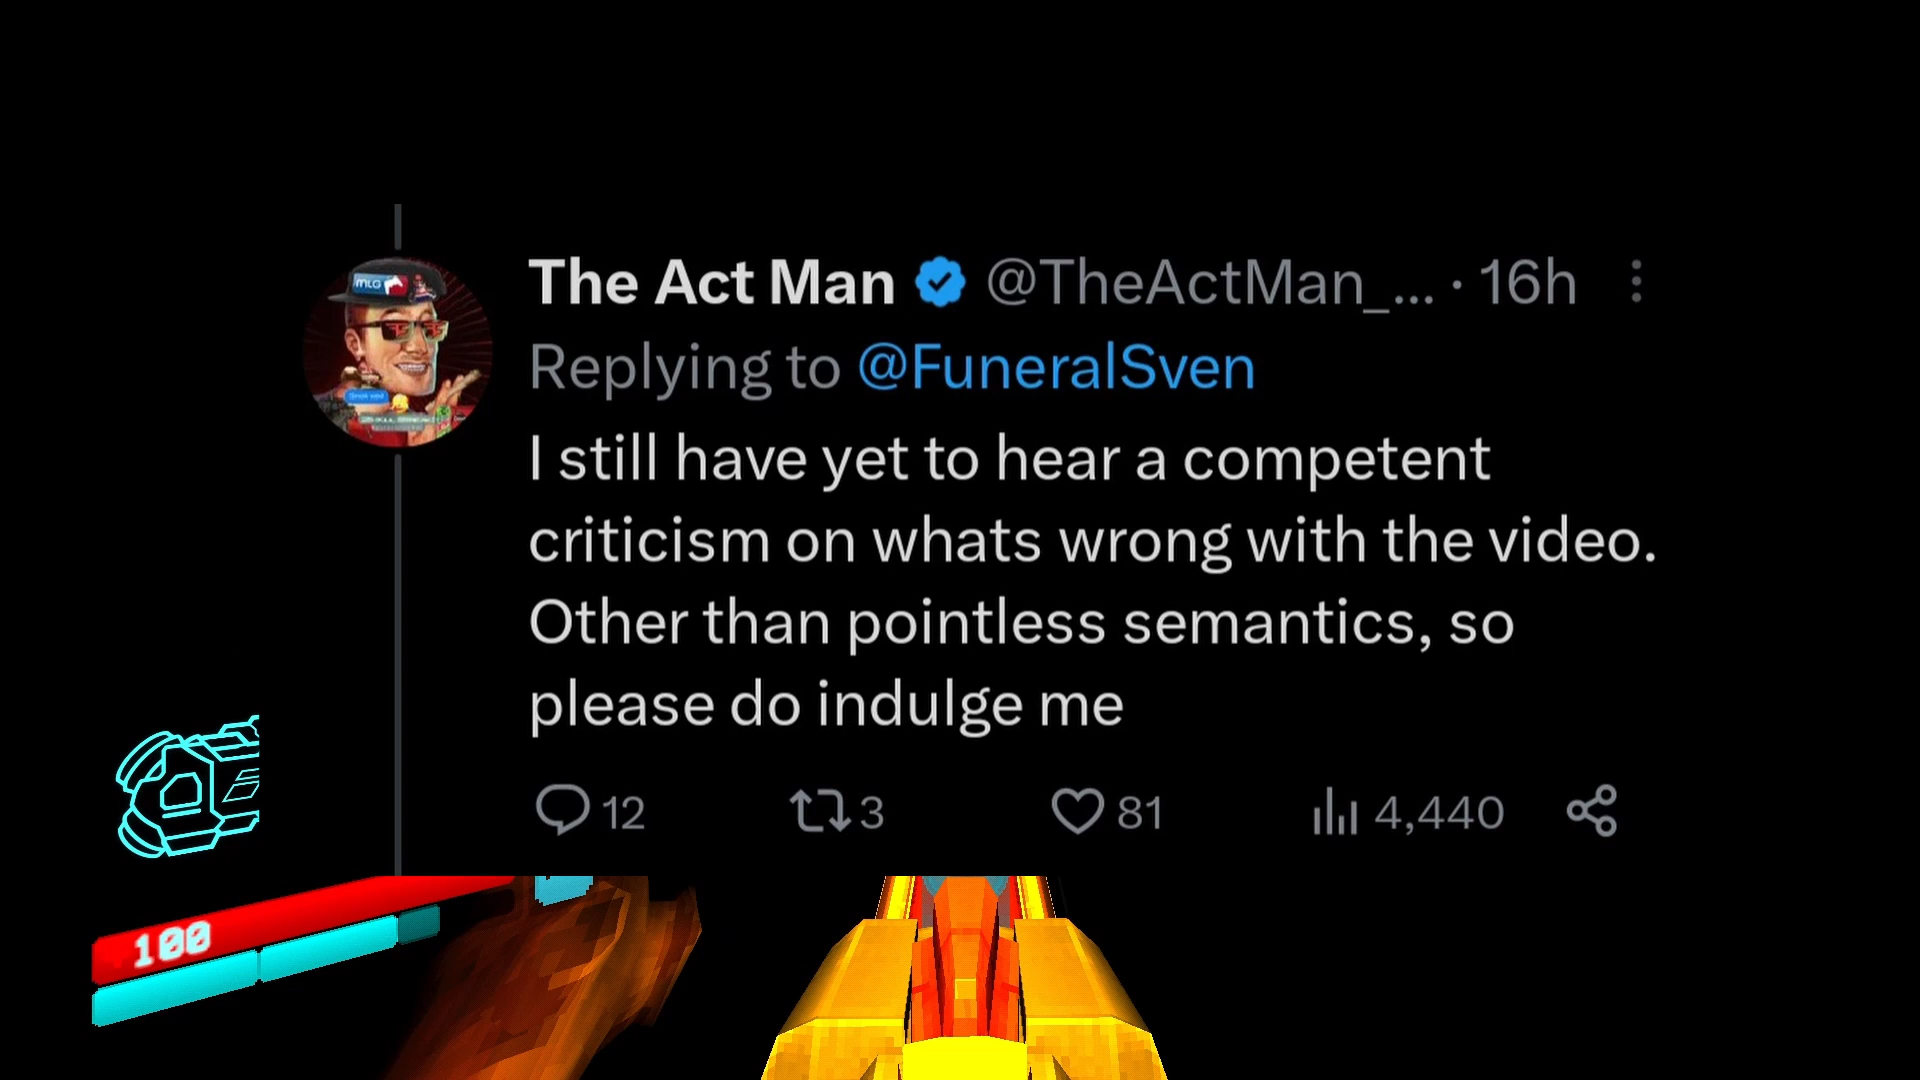 The Act Man @TheActMan_... · 16h
Replying to @FuneralSven
I still have yet to hear a competent
criticism on whats wrong with the video.
Other than pointless semantics, so
please do indulge me
12 3 81 4,440
100